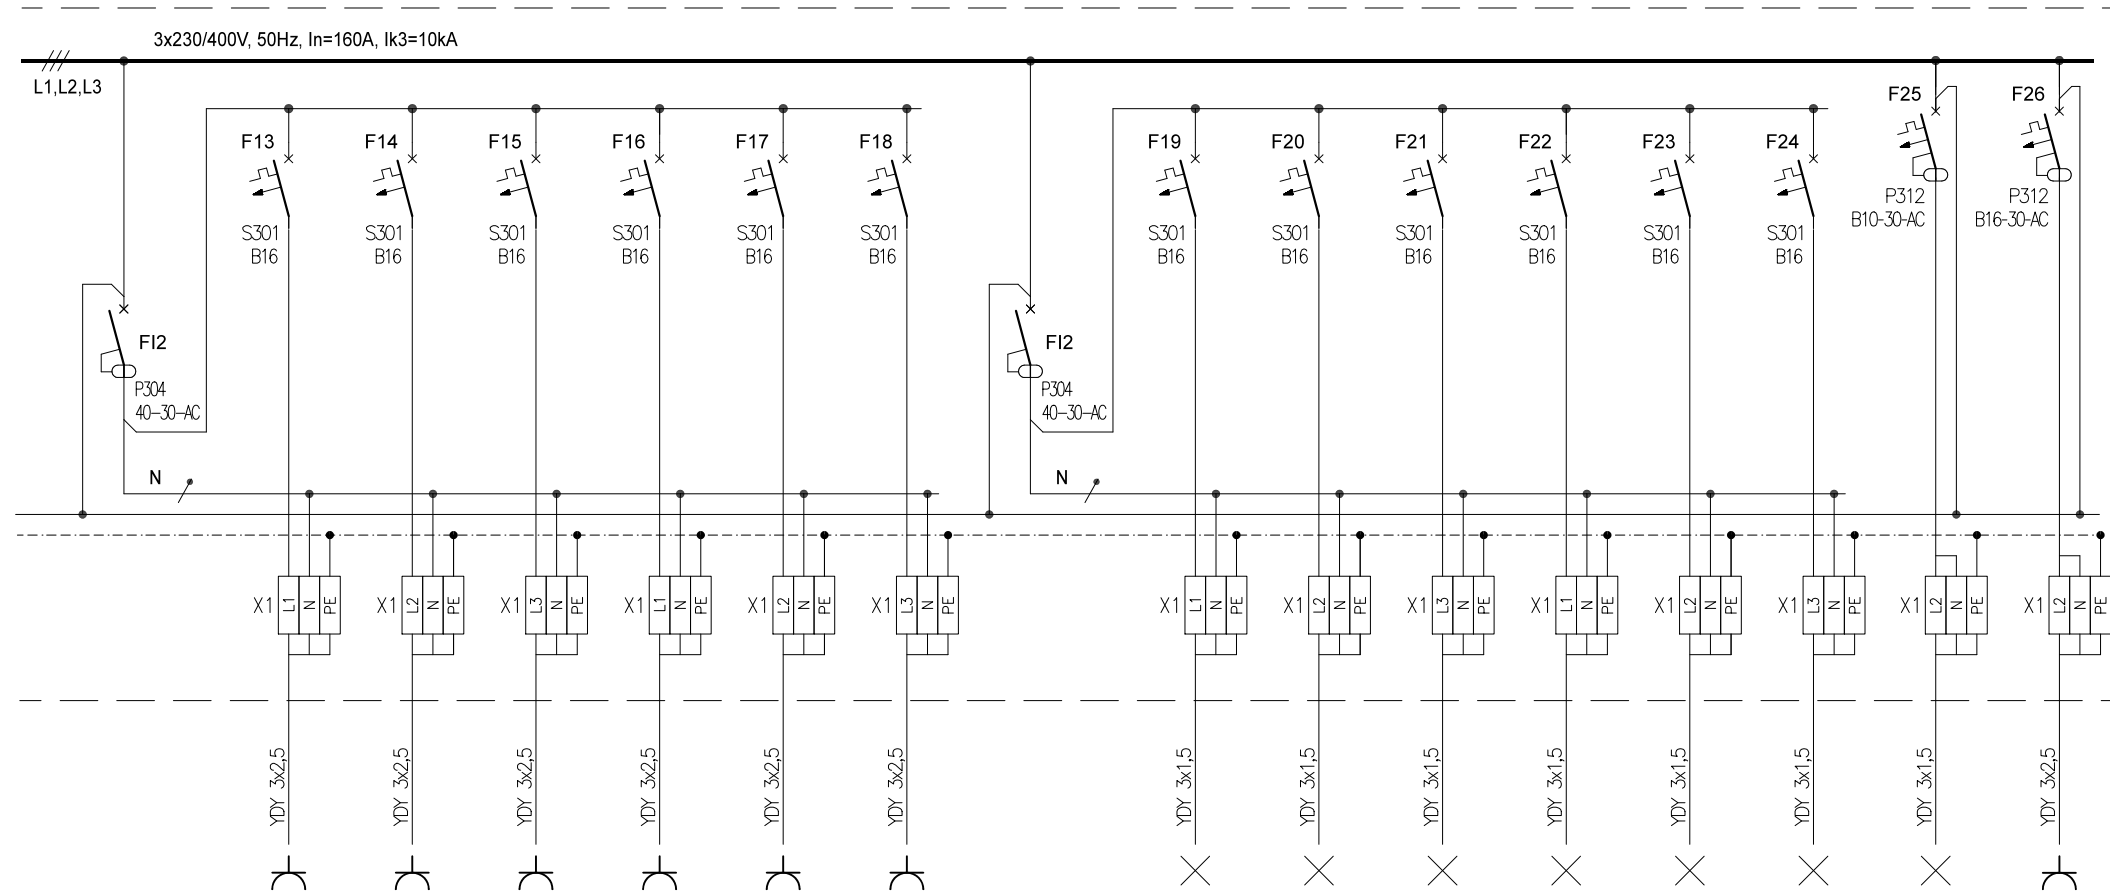 3x230/400V, 50Hz, In=160A, Ik3=10kA
L1,L2,L3
F25 F26
F13 F14 F15 F16 F17 F18 F19 F20 F21 F22 F23 F24
P312 P312
B10-30-AC B16-30-AC
S301 S301 S301 S301 S301 S301 S301 S301 S301 S301 S301 S301
B16 B16 B16 B16 B16 B16 B16 B16 B16 B16 B16 B16
FI2 FI2
P304 P304
40-30-AC 40-30-AC
N N
X1 L1 N PE X1 L2 N PE X1 L3 N PE X1 L1 N PE X1 L2 N PE X1 L3 N PE X1 L1 N PE X1 L2 N PE X1 L3 N PE X1 L1 N PE X1 L2 N PE X1 L3 N PE X1 L2 N PE X1 L2 N PE
YDY 3x2,5 YDY 3x2,5 YDY 3x2,5 YDY 3x2,5 YDY 3x2,5 YDY 3x2,5 YDY 3x1,5 YDY 3x1,5 YDY 3x1,5 YDY 3x1,5 YDY 3x1,5 YDY 3x1,5 YDY 3x1,5 YDY 3x2,5